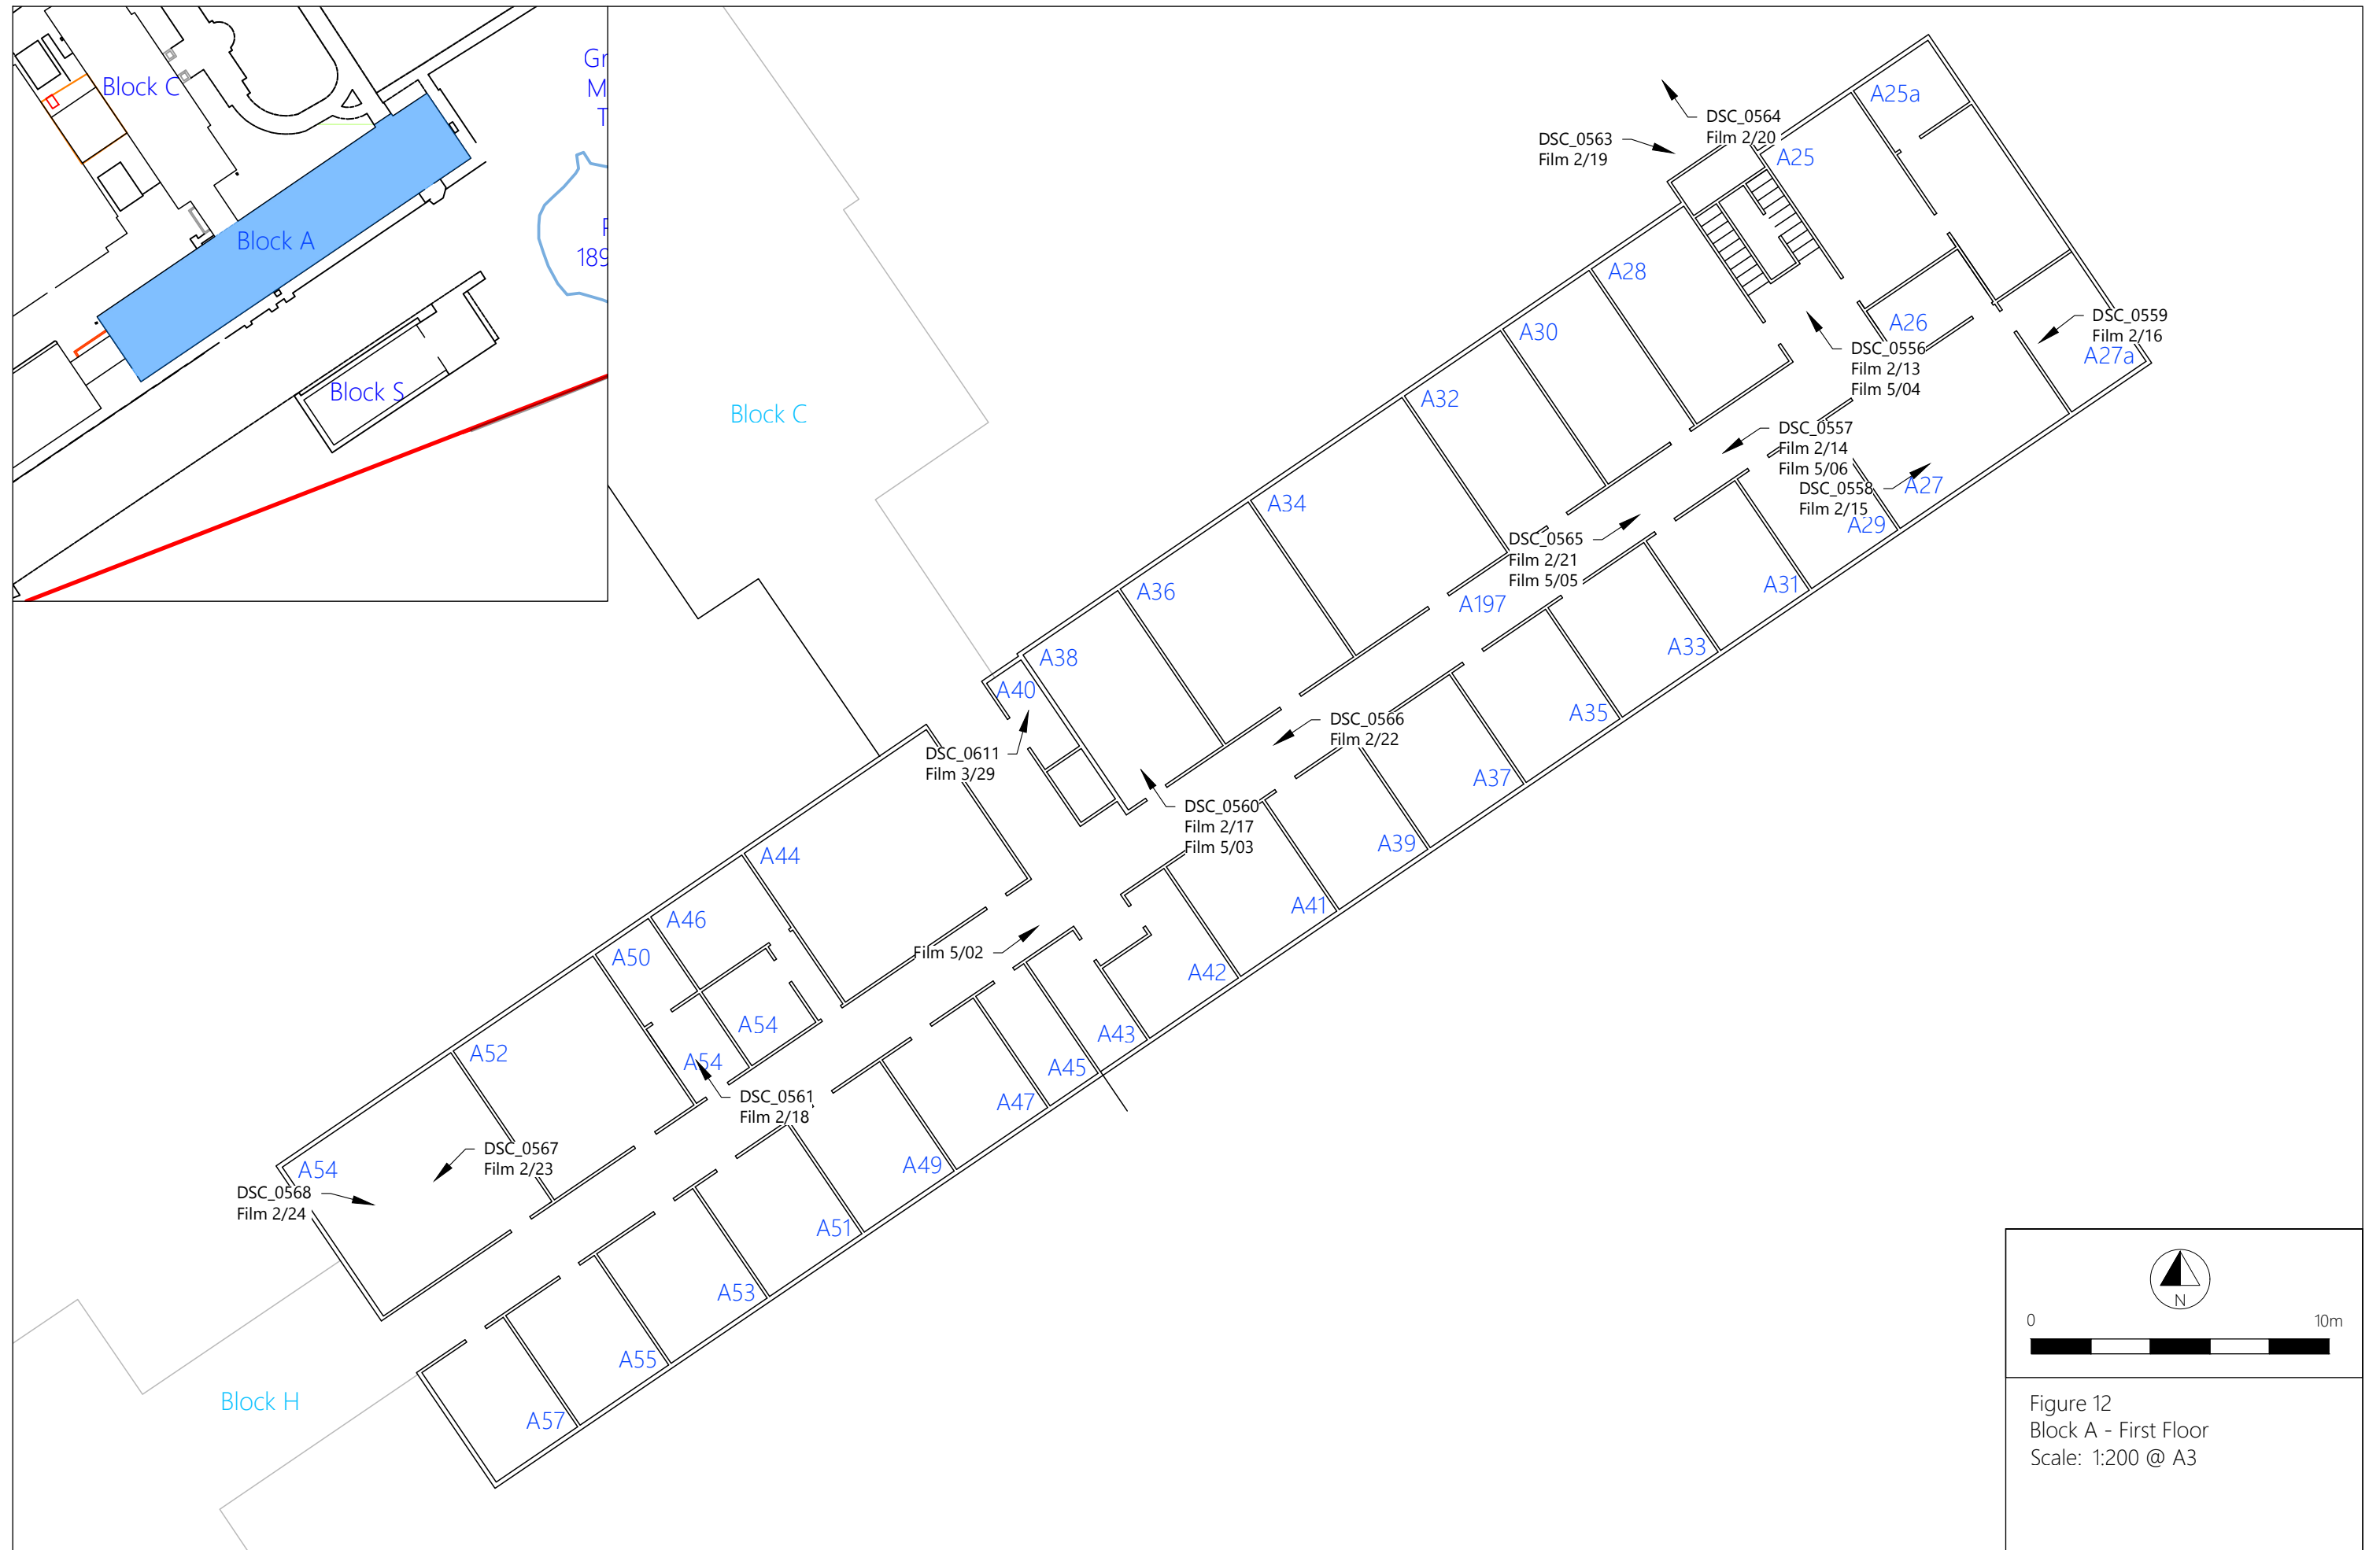 Block C
Block A
Block S
Gr
M
T
189
Block C
Block H
DSC_0564
Film 2/20
DSC_0563
Film 2/19
A25a
A25
A28
A26
A30
A32
A34
A36
A38
A40
DSC_0559
Film 2/16
A27a
DSC_0556
Film 2/13
Film 5/04
DSC_0557
Film 2/14
Film 5/06
DSC_0558
Film 2/15
A27
A29
DSC_0565
Film 2/21
Film 5/05
A197
A31
A33
A35
A37
A39
A41
A42
A43
A45
A47
A49
A51
A53
A55
A57
DSC_0566
Film 2/22
DSC_0611
Film 3/29
DSC_0560
Film 2/17
Film 5/03
Film 5/02
A44
A46
A50
A54
A54
A52
DSC_0561
Film 2/18
DSC_0567
Film 2/23
A54
DSC_0568
Film 2/24
N
0 10m
Figure 12
Block A - First Floor
Scale: 1:200 @ A3